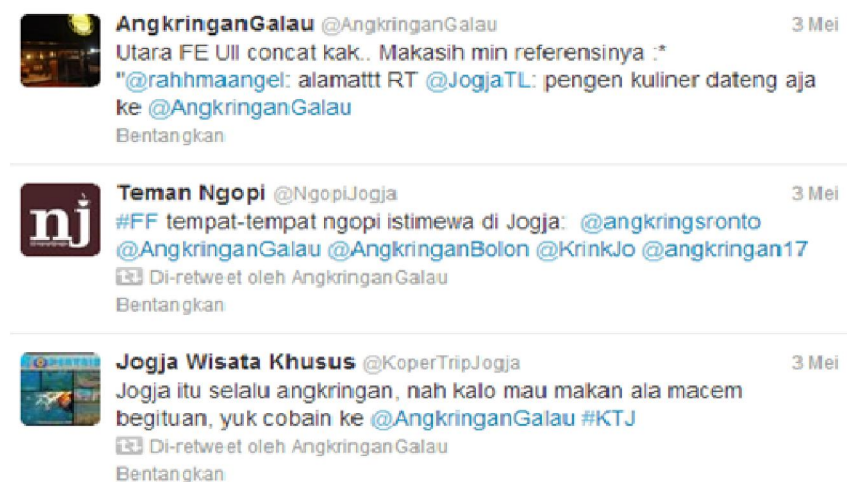 AngkringanGalau @AngkringanGalau 3 Mei
Utara FE UII concat kak.. Makasih min referensinya :*
"@rahhmaangel: alamattt RT @JogjaTL: pengen kuliner dateng aja
ke @AngkringanGalau
Bentangkan
nj
Teman Ngopi @NgopiJogja 3 Mei
#FF tempat-tempat ngopi istimewa di Jogja: @angkringsronto
@AngkringanGalau @AngkringanBolon @KrinkJo @angkringan17
Di-retweet oleh AngkringanGalau
Bentangkan
Jogja Wisata Khusus @KoperTripJogja 3 Mei
Jogja itu selalu angkringan, nah kalo mau makan ala macem
begituan, yuk cobain ke @AngkringanGalau #KTJ
Di-retweet oleh AngkringanGalau
Bentangkan